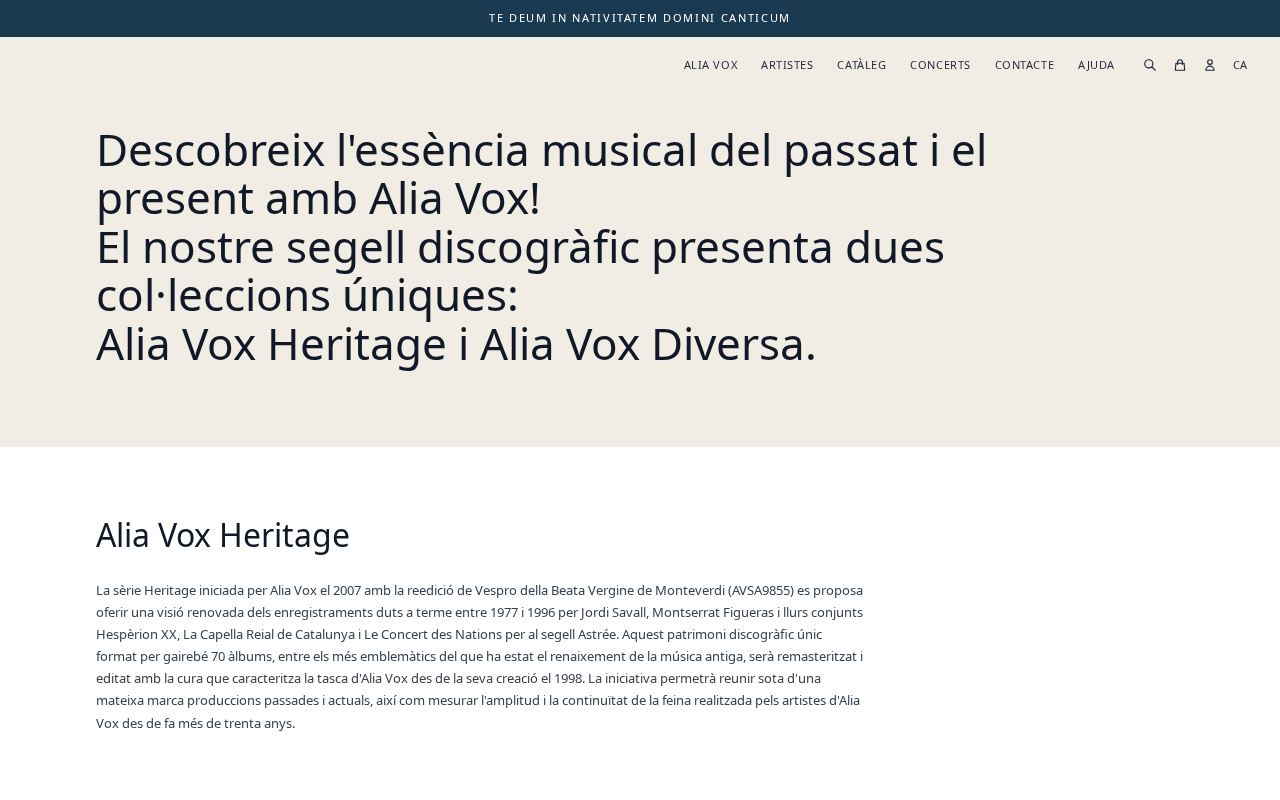 TE DEUM IN NATIVITATEM DOMINI CANTICUM
ALIA VOX ARTISTES CATÀLEG CONCERTS CONTACTE AJUDA CA
Descobreix l'essència musical del passat i el
present amb Alia Vox!
El nostre segell discogràfic presenta dues
col·leccions úniques:
Alia Vox Heritage i Alia Vox Diversa.
Alia Vox Heritage
La sèrie Heritage iniciada per Alia Vox el 2007 amb la reedició de Vespro della Beata Vergine de Monteverdi (AVSA9855) es proposa
oferir una visió renovada dels enregistraments duts a terme entre 1977 i 1996 per Jordi Savall, Montserrat Figueras i llurs conjunts
Hespèrion XX, La Capella Reial de Catalunya i Le Concert des Nations per al segell Astrée. Aquest patrimoni discogràfic únic
format per gairebé 70 àlbums, entre els més emblemàtics del que ha estat el renaixement de la música antiga, serà remasteritzat i
editat amb la cura que caracteritza la tasca d'Alia Vox des de la seva creació el 1998. La iniciativa permetrà reunir sota d'una
mateixa marca produccions passades i actuals, així com mesurar l'amplitud i la continuïtat de la feina realitzada pels artistes d'Alia
Vox des de fa més de trenta anys.